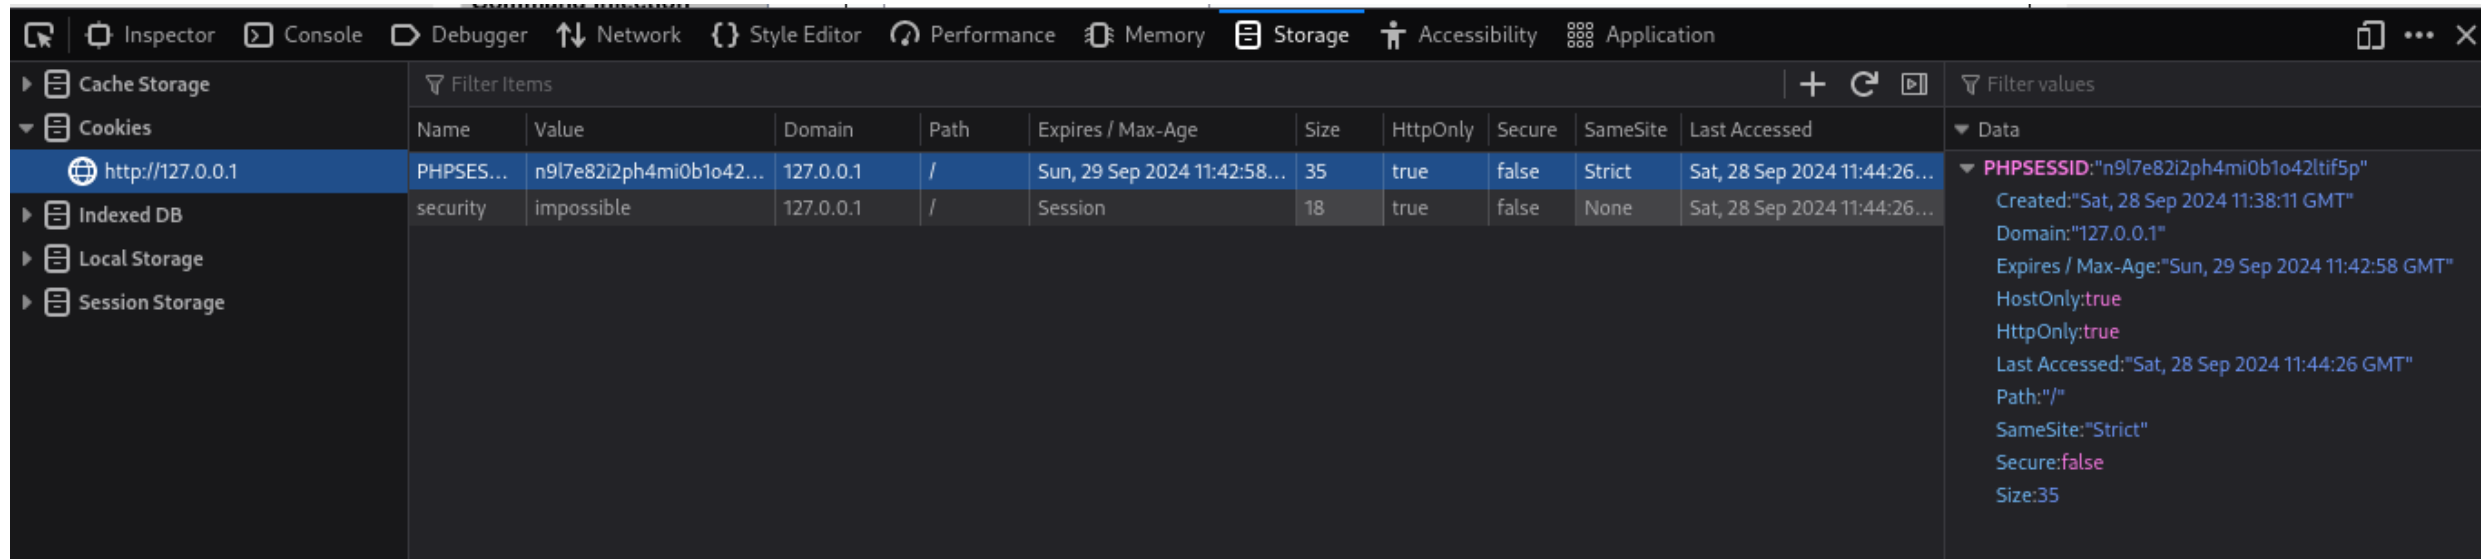 Inspector Console Debugger Network Style Editor Performance Memory Storage Accessibility Application
Cache Storage
Cookies
http://127.0.0.1
Indexed DB
Local Storage
Session Storage
Filter Items
Name Value Domain Path Expires / Max-Age Size HttpOnly Secure SameSite Last Accessed
PHPSES... n9l7e82i2ph4mi0b1o42... 127.0.0.1 / Sun, 29 Sep 2024 11:42:58... 35 true false Strict Sat, 28 Sep 2024 11:44:26...
security impossible 127.0.0.1 / Session 18 true false None Sat, 28 Sep 2024 11:44:26...
Filter values
Data
PHPSESSID:"n9l7e82i2ph4mi0b1o42ltif5p"
Created:"Sat, 28 Sep 2024 11:38:11 GMT"
Domain:"127.0.0.1"
Expires / Max-Age:"Sun, 29 Sep 2024 11:42:58 GMT"
HostOnly:true
HttpOnly:true
Last Accessed:"Sat, 28 Sep 2024 11:44:26 GMT"
Path:"/"
SameSite:"Strict"
Secure:false
Size:35